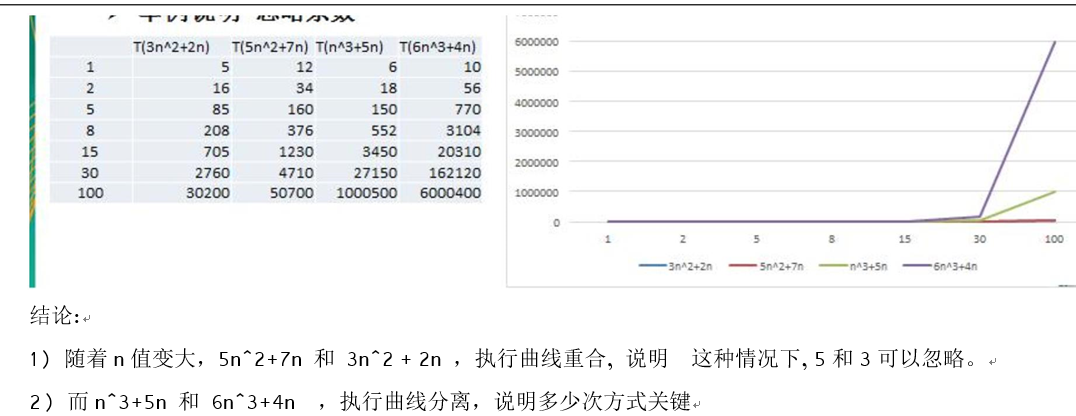 T(3n^2+2n) T(5n^2+7n) T(n^3+5n) T(6n^3+4n)
1 5 12 6 10
2 16 34 18 56
5 85 160 150 770
8 208 376 552 3104
15 705 1230 3450 20310
30 2760 4710 27150 162120
100 30200 50700 1000500 6000400
6000000
5000000
4000000
3000000
2000000
1000000
0
1 2 5 8 15 30 100
3n^2+2n 5n^2+7n n^3+5n 6n^3+4n
结论:
1) 随着 n 值变大，5n^2+7n 和 3n^2 + 2n ，执行曲线重合, 说明 这种情况下, 5 和 3 可以忽略。
2) 而 n^3+5n 和 6n^3+4n ，执行曲线分离，说明多少次方式关键